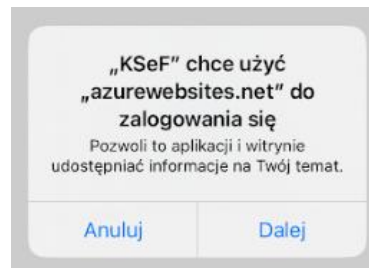 „KSeF” chce użyć
„azurewebsites.net” do
zalogowania się
Pozwoli to aplikacji i witrynie
udostępniać informacje na Twój temat.
Anuluj
Dalej